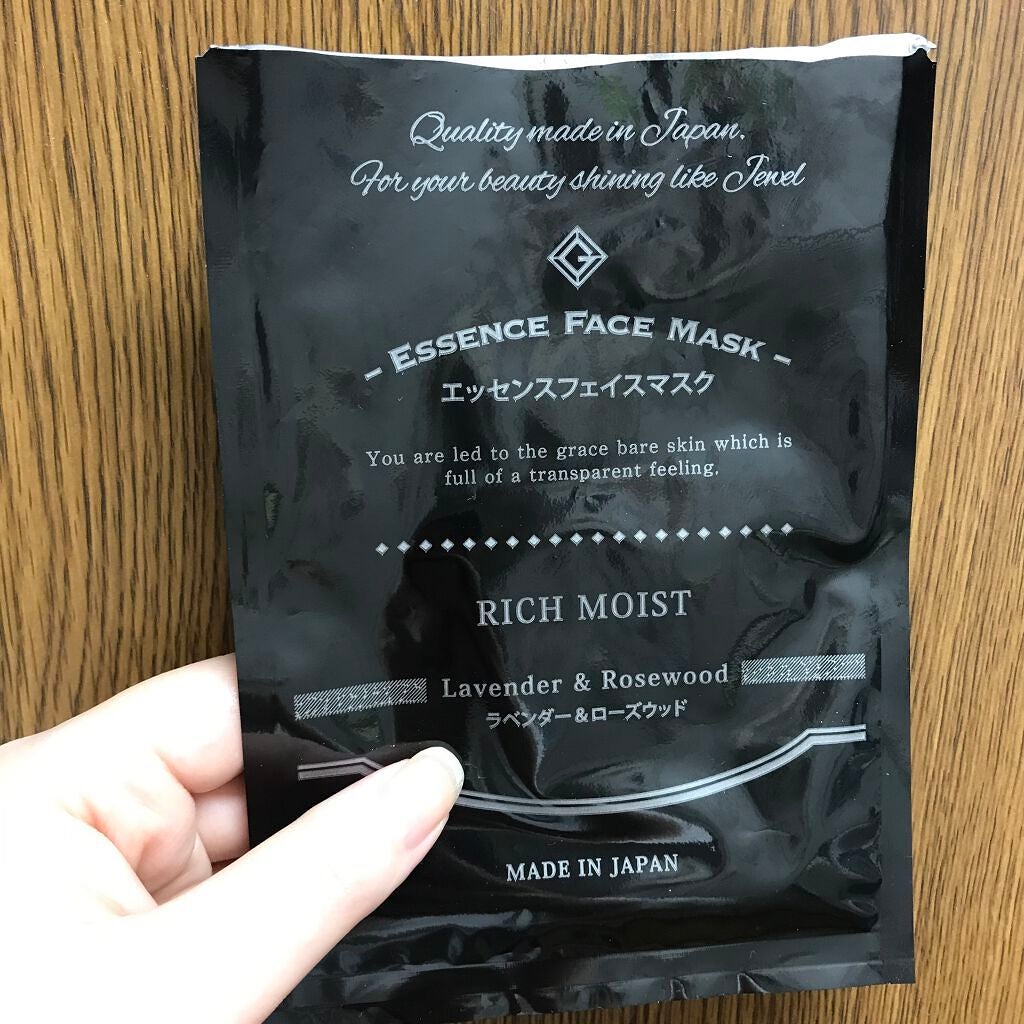 Quality made in Japan.
For your beauty shining like Jewel
G
- ESSENCE FACE MASK -
エッセンスフェイスマスク
You are led to the grace bare skin which is
full of a transparent feeling.
RICH MOIST
Lavender & Rosewood
ラベンダー&ローズウッド
MADE IN JAPAN